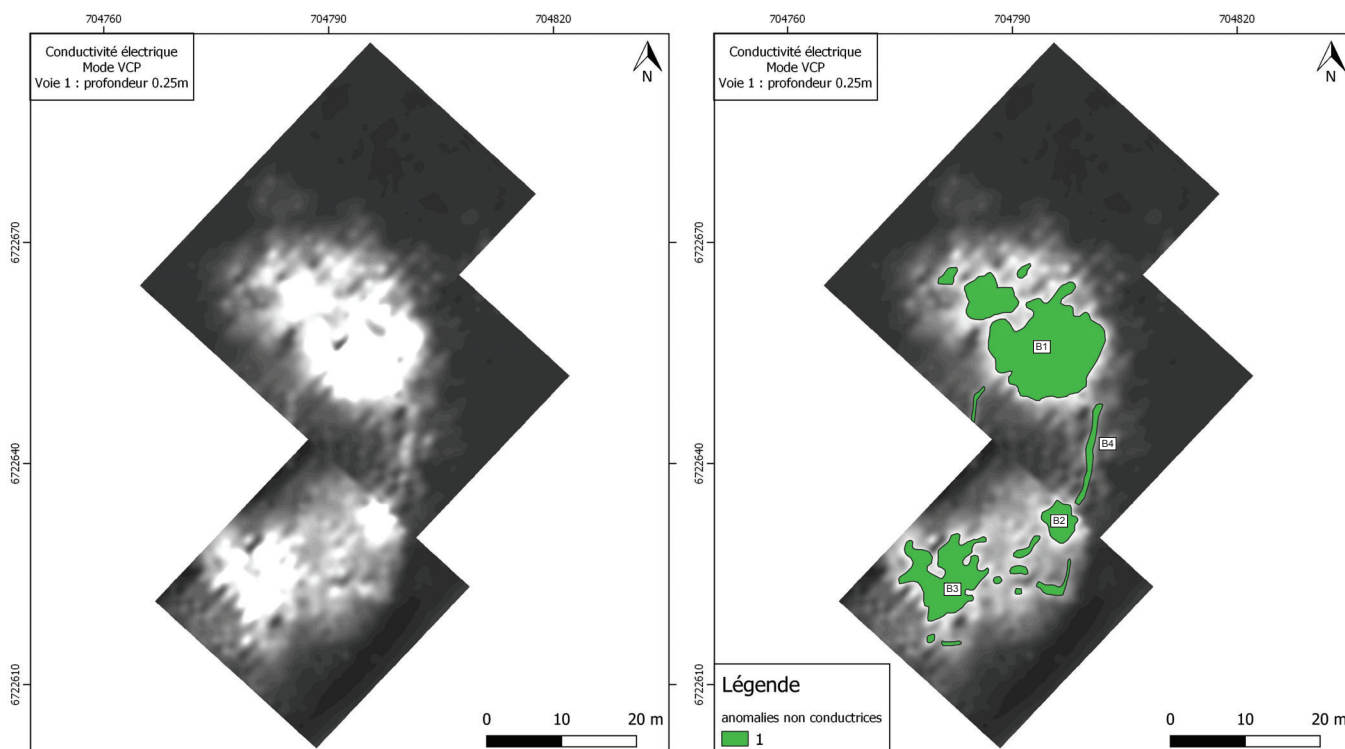 704760
704790
704820
Conductivité électrique
Mode VCP
Voie 1 : profondeur 0.25m
N
6722670
6722640
6722610
0 10 20 m
704760
704790
704820
Conductivité électrique
Mode VCP
Voie 1 : profondeur 0.25m
N
6722670
6722640
6722610
B1
B4
B2
B3
Légende
anomalies non conductrices
1
0 10 20 m